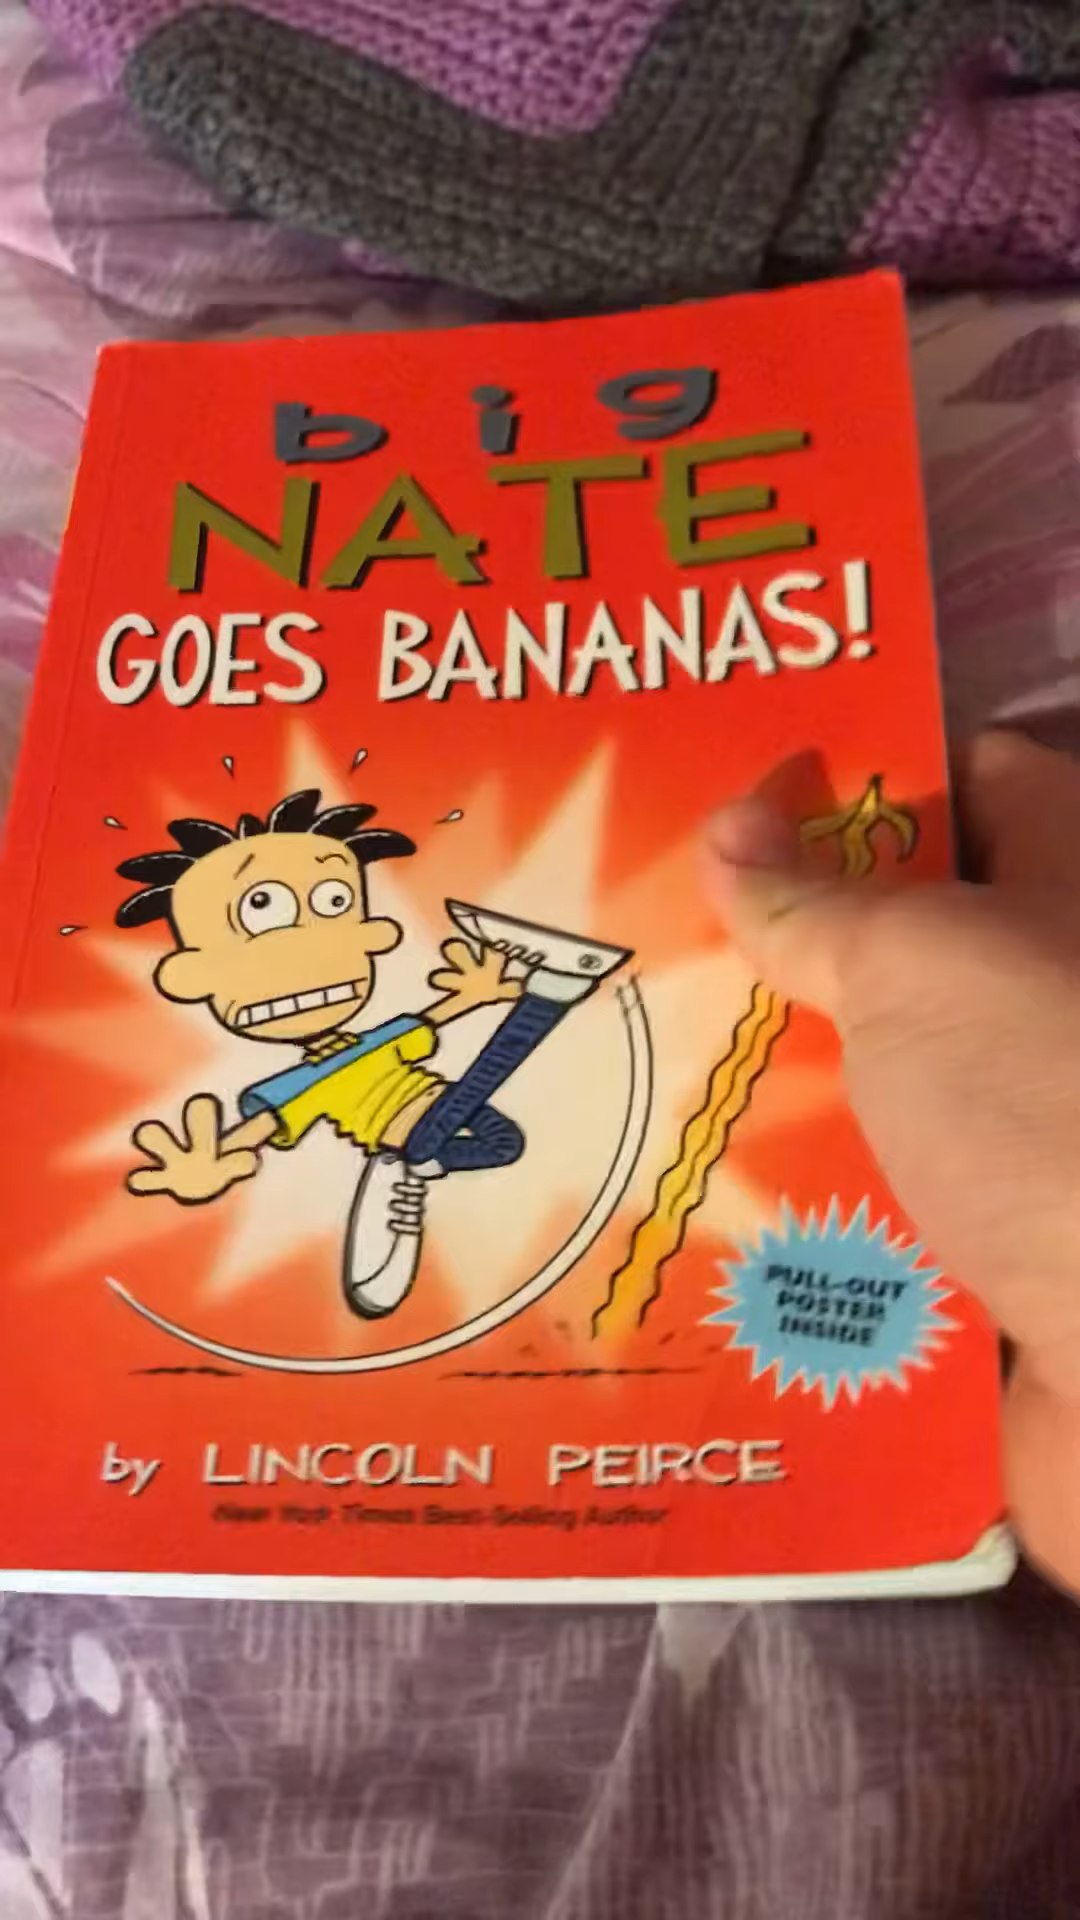 big
NATE
GOES BANANAS!
PULL-OUT
POSTER
INSIDE
by LINCOLN PEIRCE
New York Times Best-Selling Author